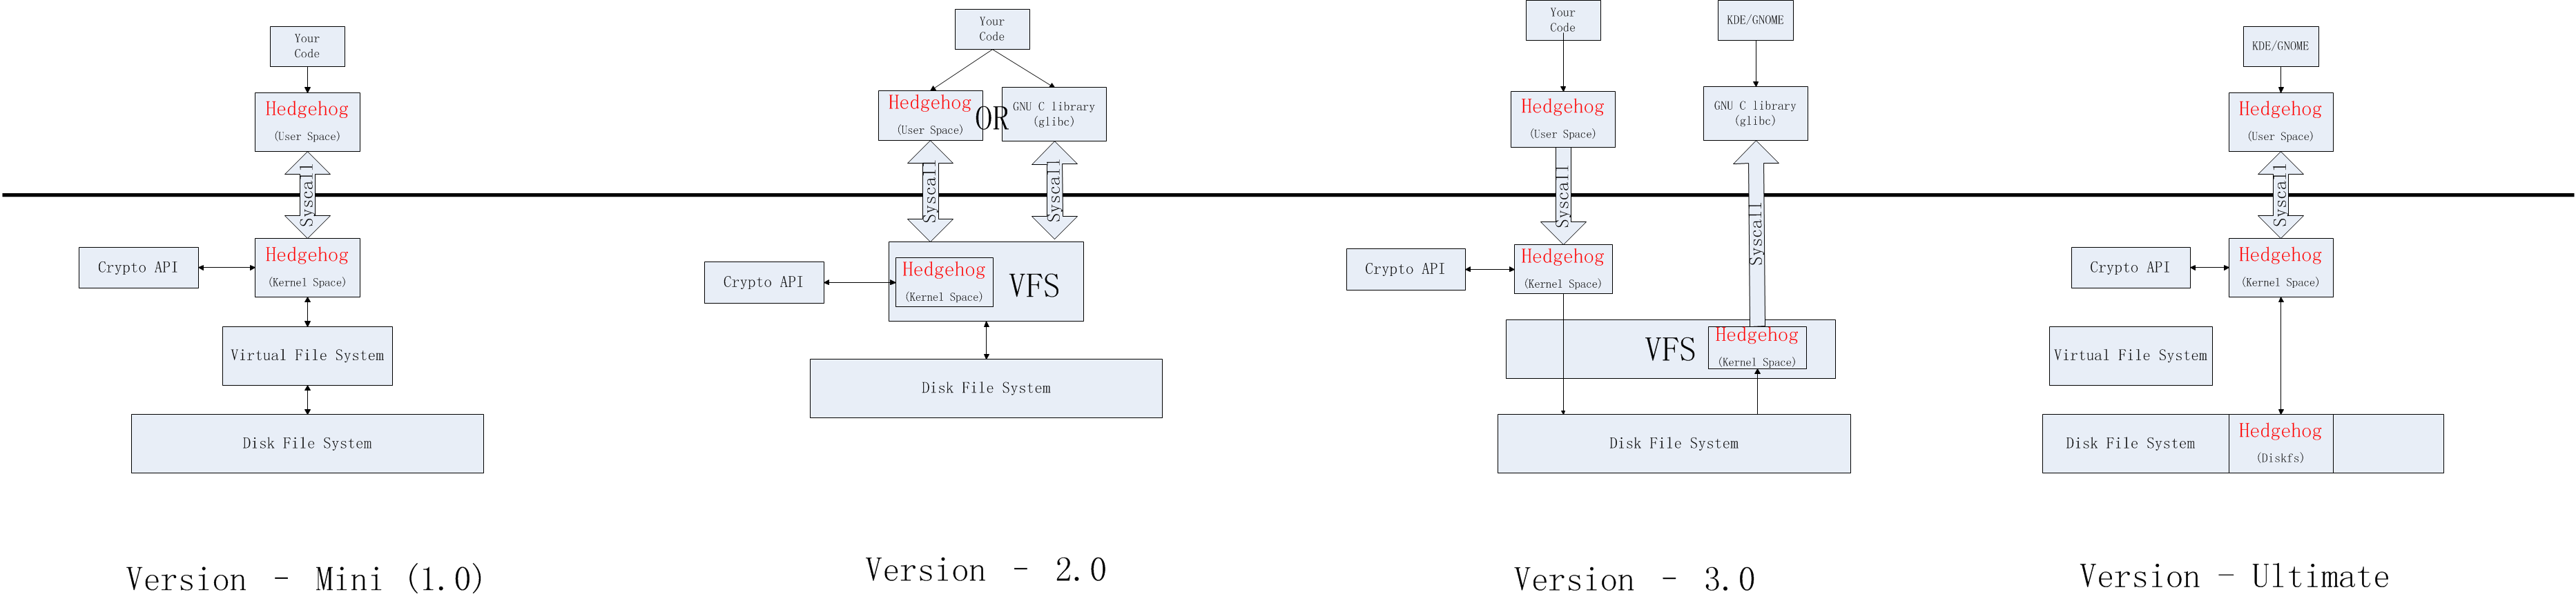 Your
Code
Hedgehog
(User Space)
Syscall
Crypto API
Hedgehog
(Kernel Space)
Virtual File System
Disk File System
Version - Mini (1.0)
Your
Code
Hedgehog
(User Space)
OR
GNU C library
(glibc)
Syscall
Syscall
Crypto API
Hedgehog
(Kernel Space)
VFS
Disk File System
Version - 2.0
Your
Code
KDE/GNOME
Hedgehog
(User Space)
GNU C library
(glibc)
Syscall
Syscall
Crypto API
Hedgehog
(Kernel Space)
VFS
Hedgehog
(Kernel Space)
Disk File System
Version - 3.0
KDE/GNOME
Hedgehog
(User Space)
Syscall
Crypto API
Hedgehog
(Kernel Space)
Virtual File System
Disk File System
Hedgehog
(Diskfs)
Version - Ultimate